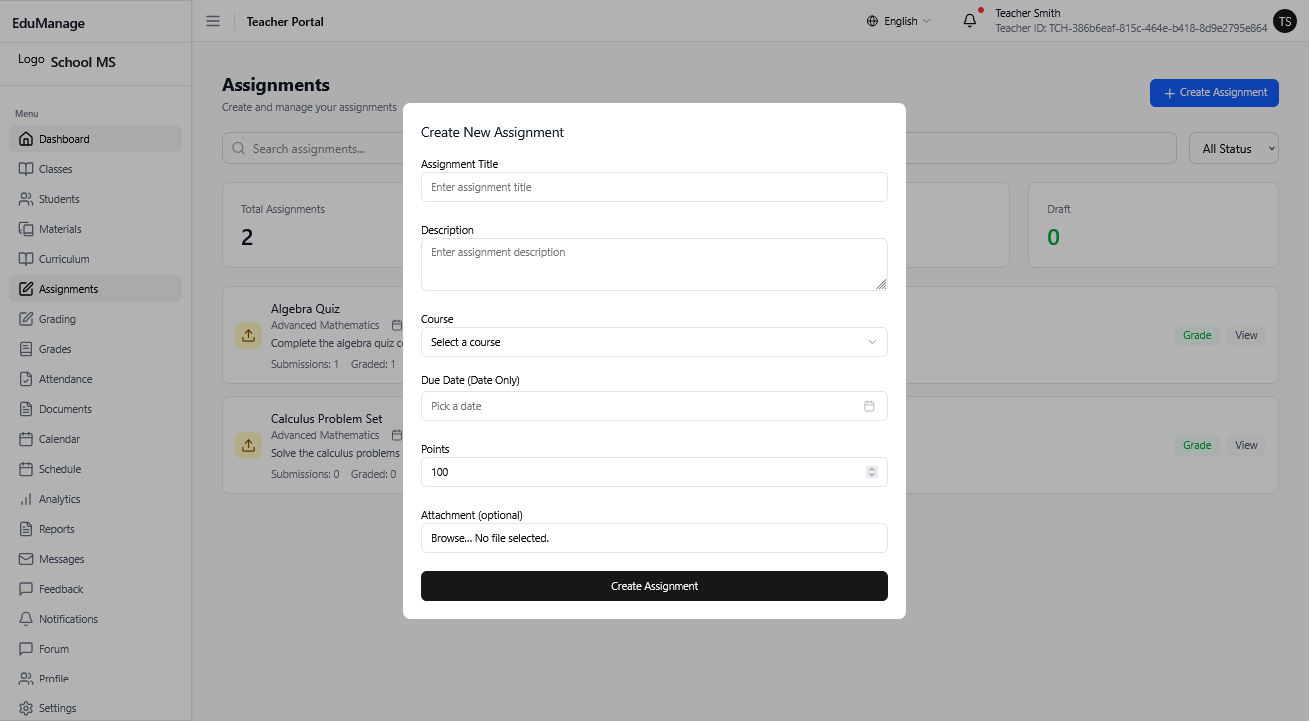 EduManage
Teacher Portal
English
Teacher Smith
Teacher ID: TCH-386b6eaf-815c-464e-b418-8d9e2795e864
TS
Logo School MS
Menu
Dashboard
Classes
Students
Materials
Curriculum
Assignments
Grading
Grades
Attendance
Documents
Calendar
Schedule
Analytics
Reports
Messages
Feedback
Notifications
Forum
Profile
Settings
Assignments
Create and manage your assignments
Create Assignment
Search assignments...
All Status
Total Assignments
2
Draft
0
Algebra Quiz
Advanced Mathematics
Complete the algebra quiz
Submissions: 1 Graded: 1
Grade View
Calculus Problem Set
Advanced Mathematics
Solve the calculus problems
Submissions: 0 Graded: 0
Grade View
Create New Assignment
Assignment Title
Enter assignment title
Description
Enter assignment description
Course
Select a course
Due Date (Date Only)
Pick a date
Points
100
Attachment (optional)
Browse... No file selected.
Create Assignment